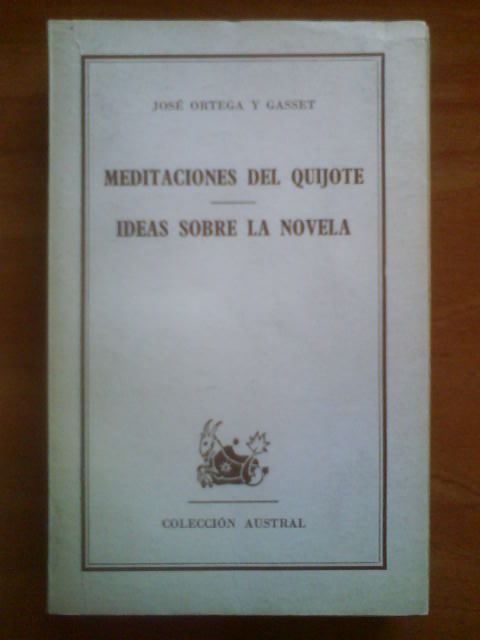 JOSÉ ORTEGA Y GASSET
MEDITACIONES DEL QUIJOTE
IDEAS SOBRE LA NOVELA
COLECCIÓN AUSTRAL